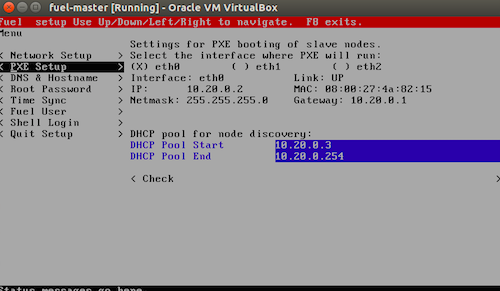 fuel-master [Running] - Oracle VM VirtualBox
Fuel  setup Use Up/Down/Left/Right to navigate.  F8 exits.
Menu
Settings for PXE booting of slave nodes.
< Network Setup > Select the interface where PXE will run:
< PXE Setup > (X) eth0 ( ) eth1 ( ) eth2
< DNS & Hostname > Interface: eth0 Link: UP
< Root Password > IP: 10.20.0.2 MAC: 08:00:27:4a:82:15
< Time Sync > Netmask: 255.255.255.0 Gateway: 10.20.0.1
< Fuel User >
< Shell Login >
< Quit Setup > DHCP pool for node discovery:
DHCP Pool Start 10.20.0.3
DHCP Pool End 10.20.0.254
< Check >
Status messages go here